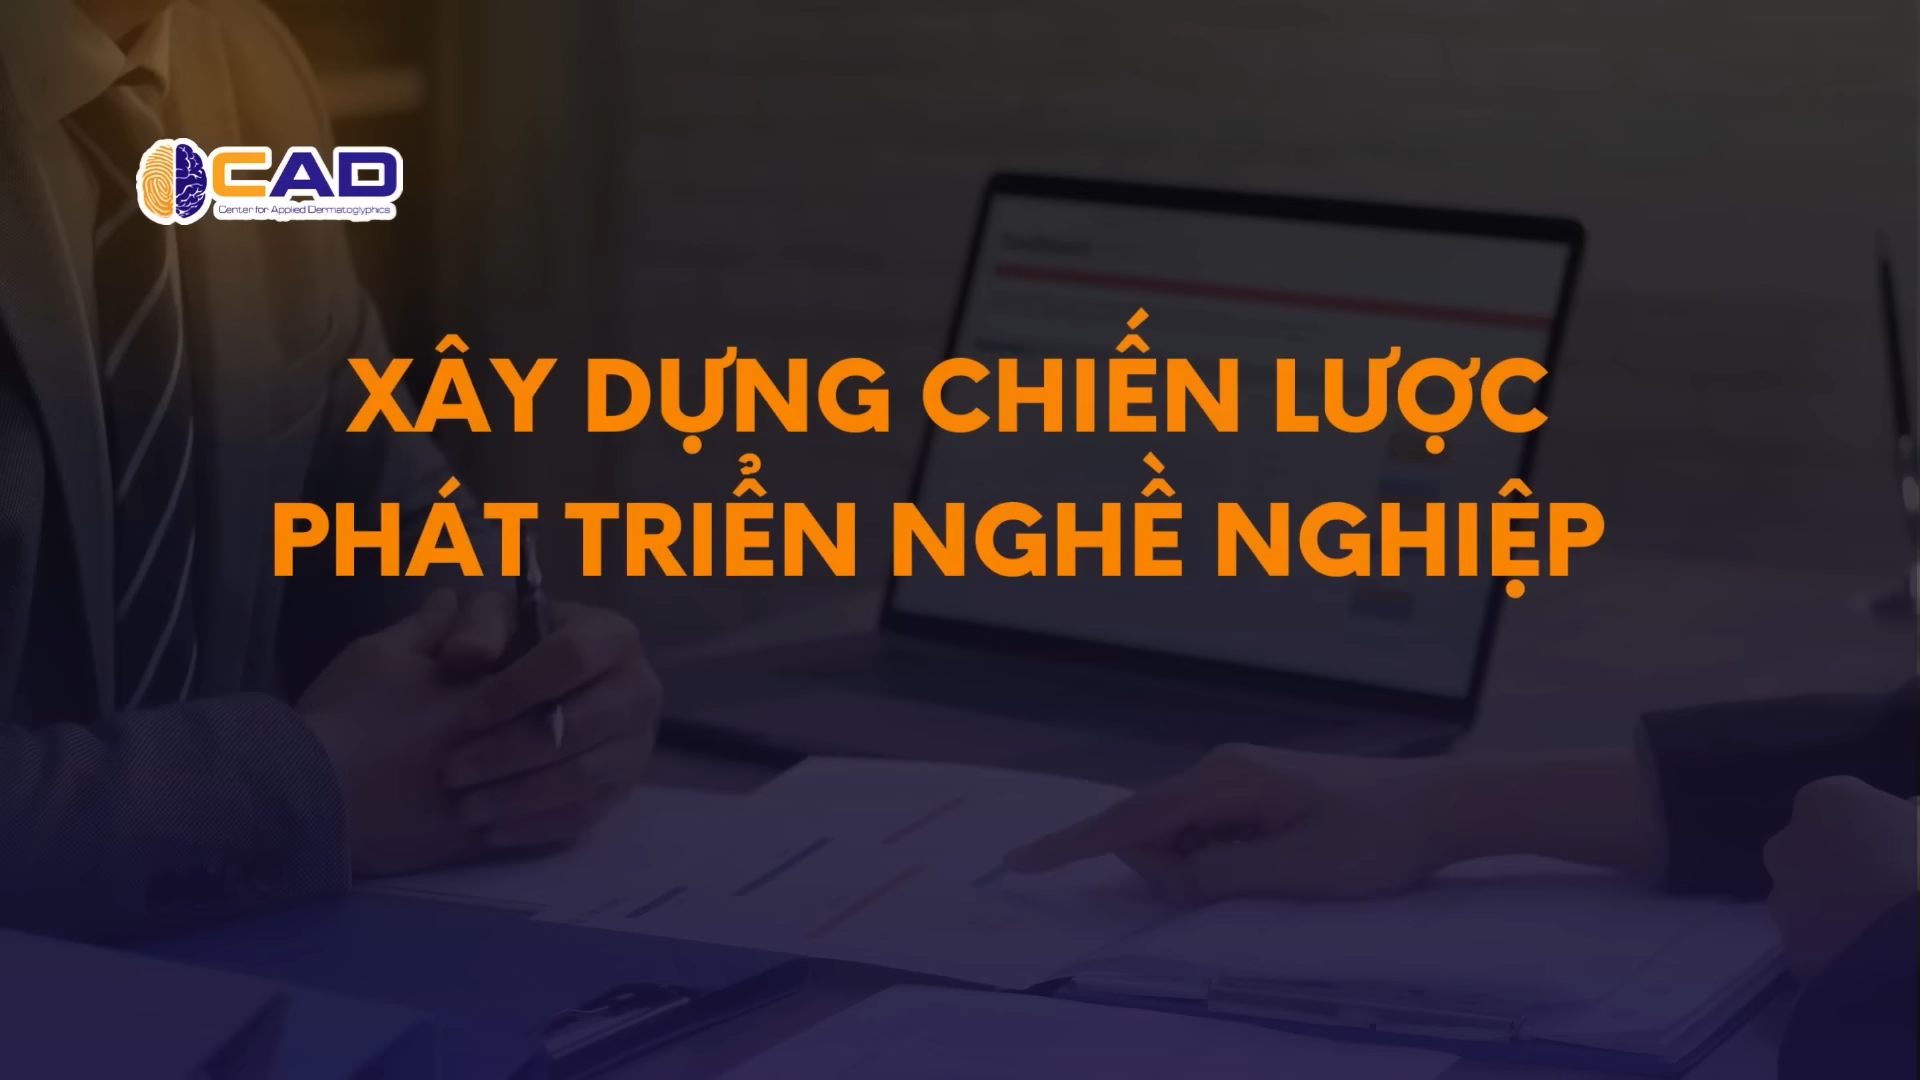 CAD
Center for Applied Dermatoglyphics
XÂY DỰNG CHIẾN LƯỢC
PHÁT TRIỂN NGHỀ NGHIỆP